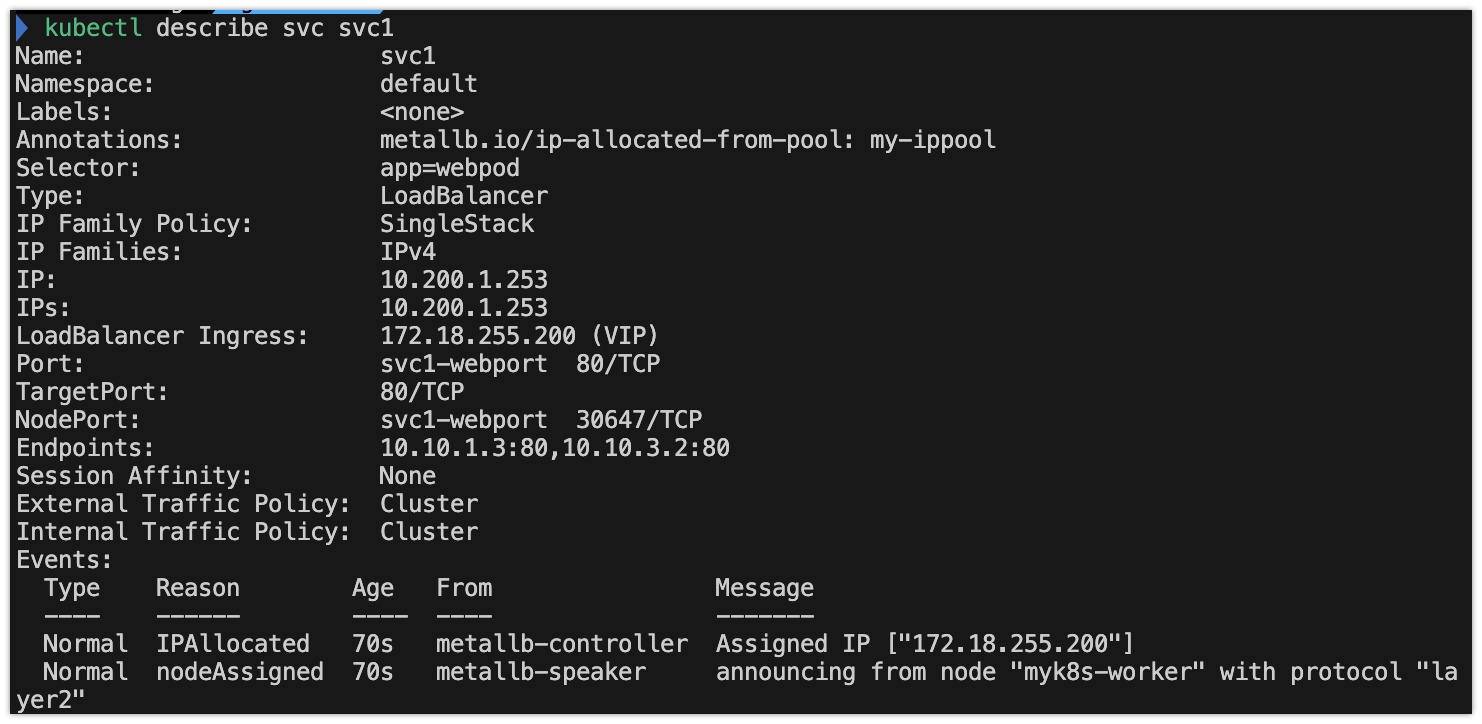 kubectl describe svc svc1
Name:                     svc1
Namespace:                default
Labels:                   <none>
Annotations:              metallb.io/ip-allocated-from-pool: my-ippool
Selector:                 app=webpod
Type:                     LoadBalancer
IP Family Policy:         SingleStack
IP Families:              IPv4
IP:                       10.200.1.253
IPs:                      10.200.1.253
LoadBalancer Ingress:     172.18.255.200 (VIP)
Port:                     svc1-webport  80/TCP
TargetPort:               80/TCP
NodePort:                 svc1-webport  30647/TCP
Endpoints:                10.10.1.3:80,10.10.3.2:80
Session Affinity:         None
External Traffic Policy:  Cluster
Internal Traffic Policy:  Cluster
Events:
  Type    Reason        Age   From                Message
  ----    ------        ----  ----                -------
  Normal  IPAllocated   70s   metallb-controller  Assigned IP ["172.18.255.200"]
  Normal  nodeAssigned  70s   metallb-speaker     announcing from node "myk8s-worker" with protocol "la
yer2"